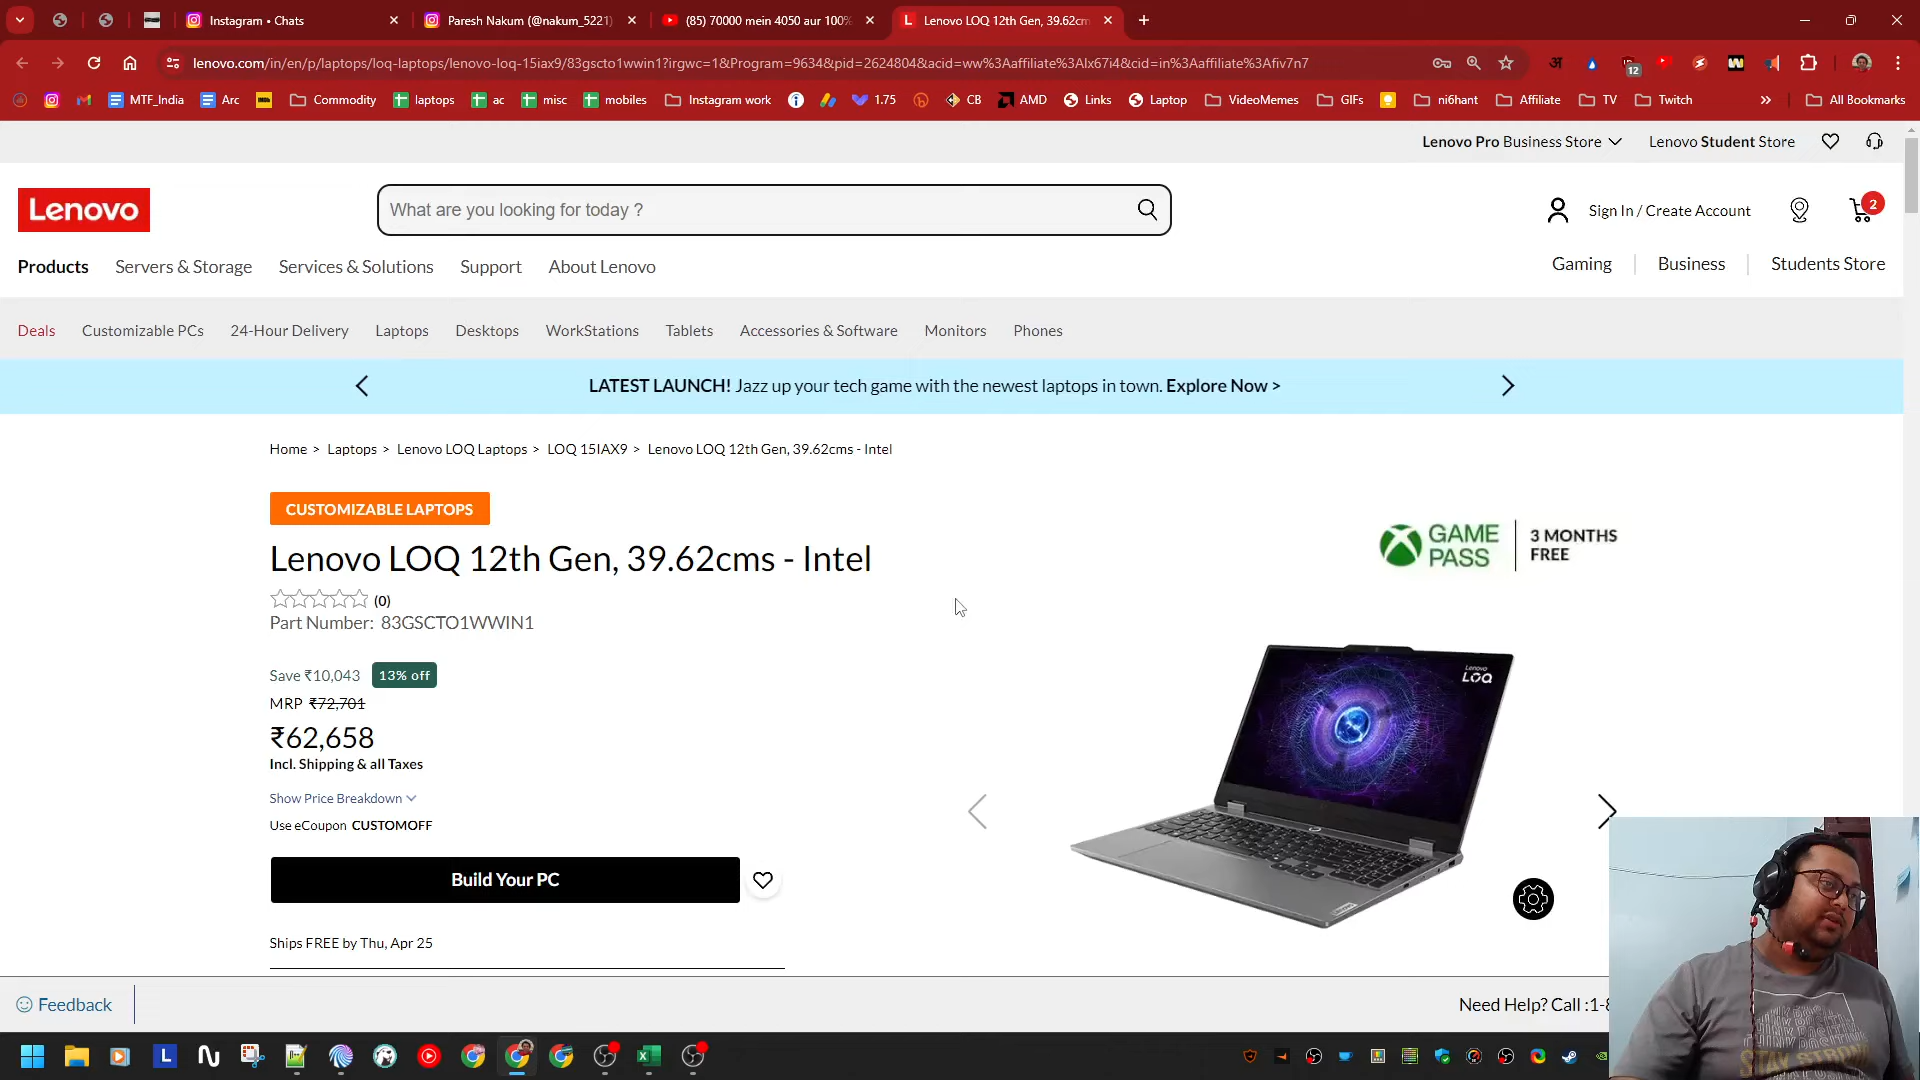 Instagram • Chats
Paresh Nakum (@nakum_5221)
(85) 70000 mein 4050 aur 100%
Lenovo LOQ 12th Gen, 39.62cm
lenovo.com/in/en/p/laptops/loq-laptops/lenovo-loq-15iax9/83gscto1wwin1?irgwc=1&Program=9634&pid=2624804&acid=ww%3Aaffiliate%3Alx67i4&cid=in%3Aaffiliate%3Afiv7n7
12
MTF_India
Arc
Commodity
laptops
ac
misc
mobiles
Instagram work
1.75
CB
AMD
Links
Laptop
VideoMemes
GIFs
ni6hant
Affiliate
TV
Twitch
All Bookmarks
Lenovo Pro Business Store
Lenovo Student Store
Lenovo
What are you looking for today ?
Sign In / Create Account
2
Products
Servers & Storage
Services & Solutions
Support
About Lenovo
Gaming
Business
Students Store
Deals
Customizable PCs
24-Hour Delivery
Laptops
Desktops
WorkStations
Tablets
Accessories & Software
Monitors
Phones
LATEST LAUNCH! Jazz up your tech game with the newest laptops in town. Explore Now >
Home > Laptops > Lenovo LOQ Laptops > LOQ 15IAX9 > Lenovo LOQ 12th Gen, 39.62cms - Intel
CUSTOMIZABLE LAPTOPS
Lenovo LOQ 12th Gen, 39.62cms - Intel
(0)
Part Number: 83GSCTO1WWIN1
Save ₹10,043
13% off
MRP ₹72,701
₹62,658
Incl. Shipping & all Taxes
Show Price Breakdown
Use eCoupon CUSTOMOFF
Build Your PC
Ships FREE by Thu, Apr 25
GAME PASS
3 MONTHS FREE
Lenovo
LOQ
Feedback
Need Help? Call :1-8
THINK POSITIVE
STAY STRONG